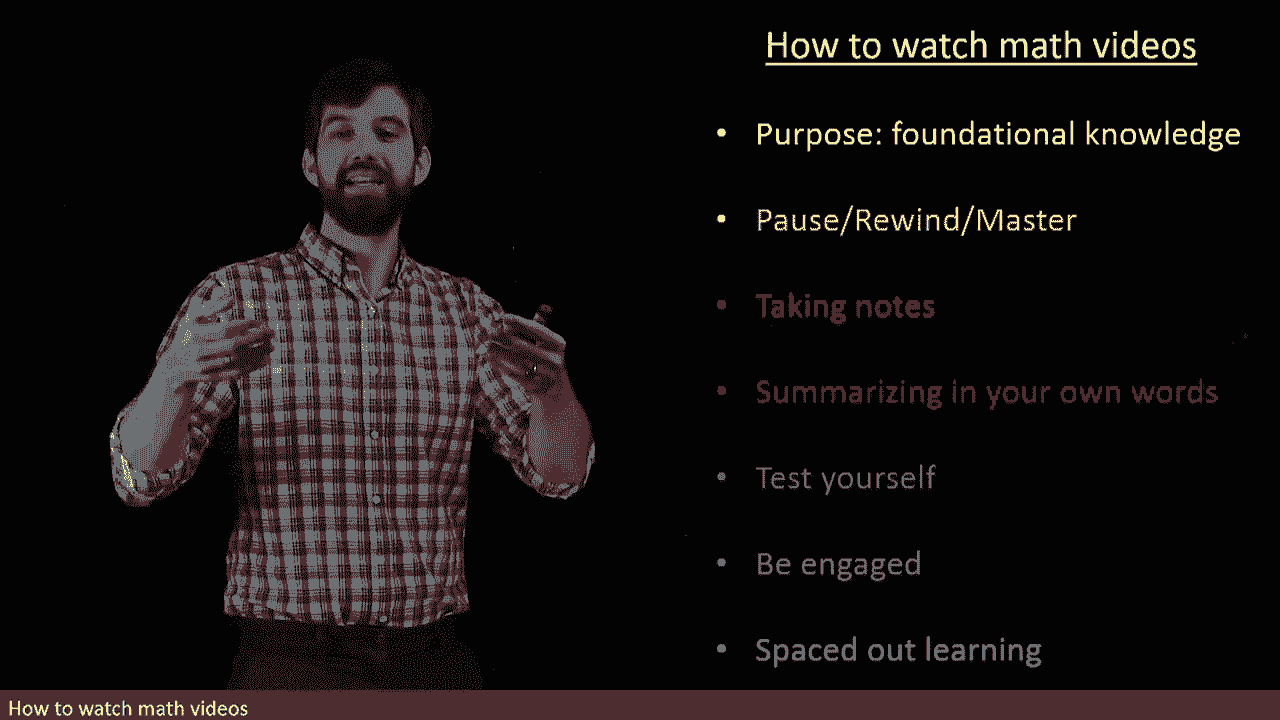 How to watch math videos
• Purpose: foundational knowledge
• Pause/Rewind/Master
• Taking notes
• Summarizing in your own words
• Test yourself
• Be engaged
• Spaced out learning
How to watch math videos